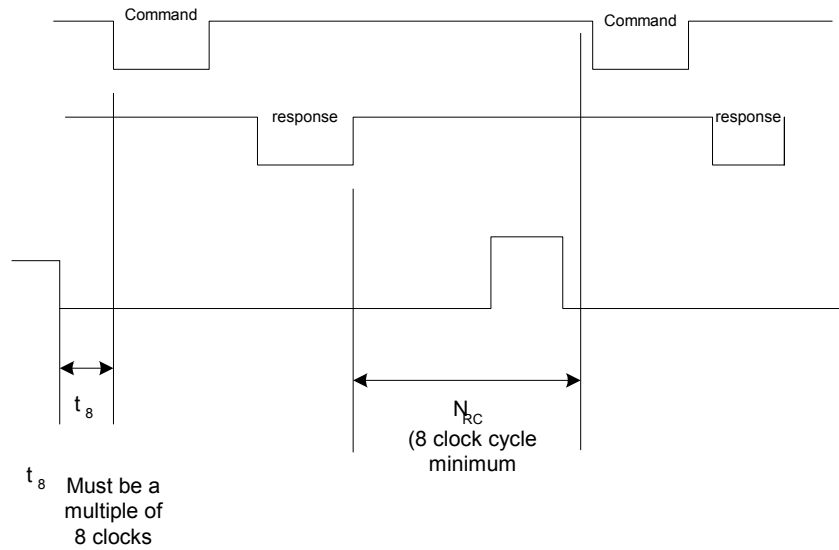 Command
Command
response
response
t 8
N RC
(8 clock cycle
minimum
t 8 Must be a
multiple of
8 clocks